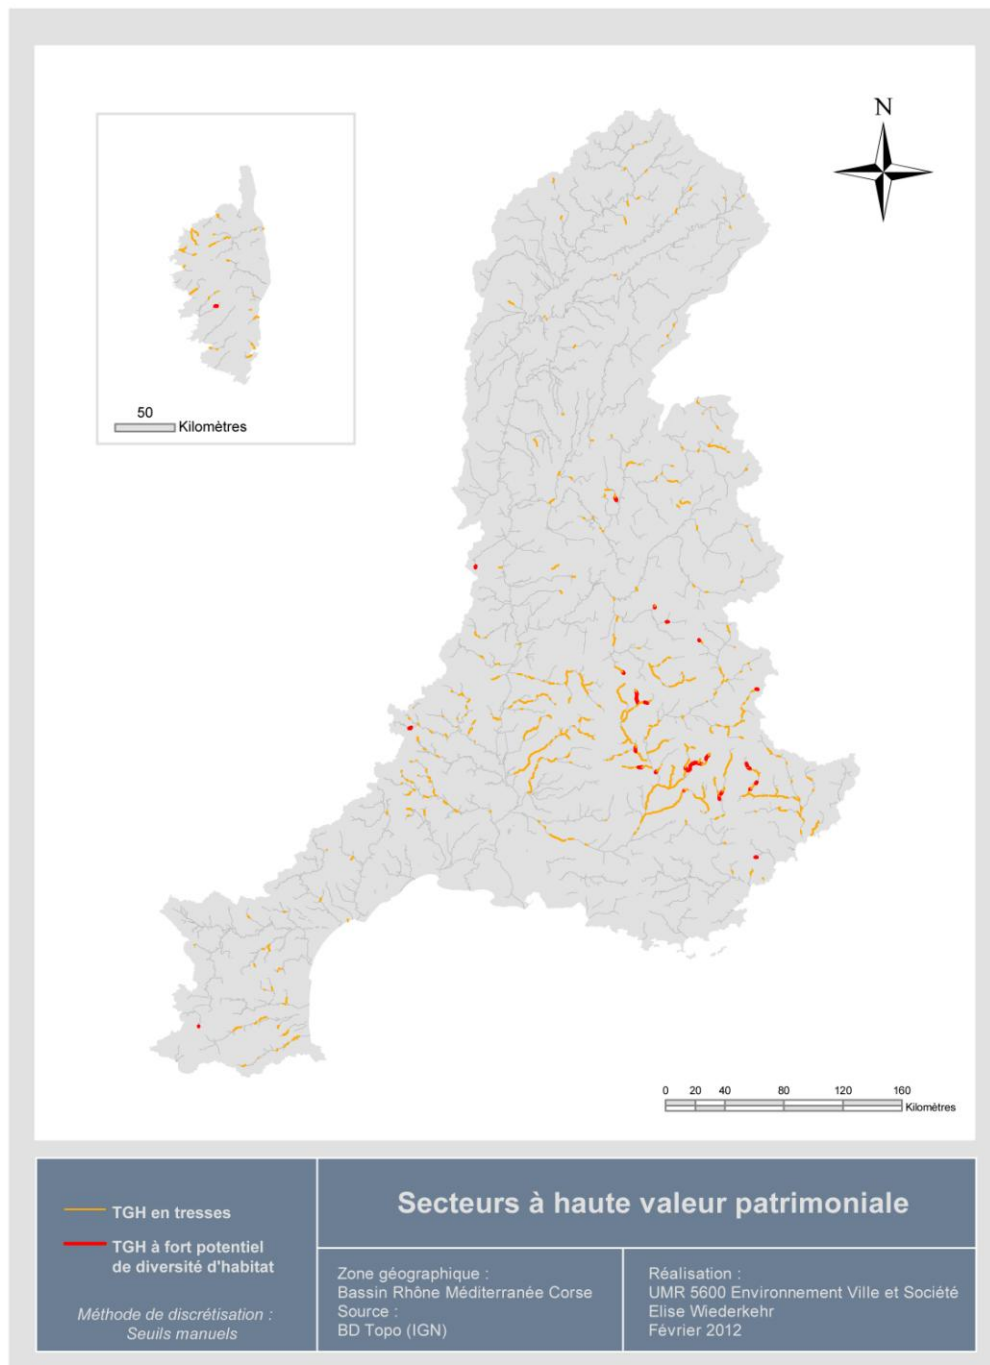 N
50
Kilomètres
0 20 40 80 120 160
Kilomètres
TGH en tresses
TGH à fort potentiel
de diversité d'habitat
Méthode de discrétisation :
Seuils manuels
Secteurs à haute valeur patrimoniale
Zone géographique :
Bassin Rhône Méditerranée Corse
Source :
BD Topo (IGN)
Réalisation :
UMR 5600 Environnement Ville et Société
Elise Wiederkehr
Février 2012